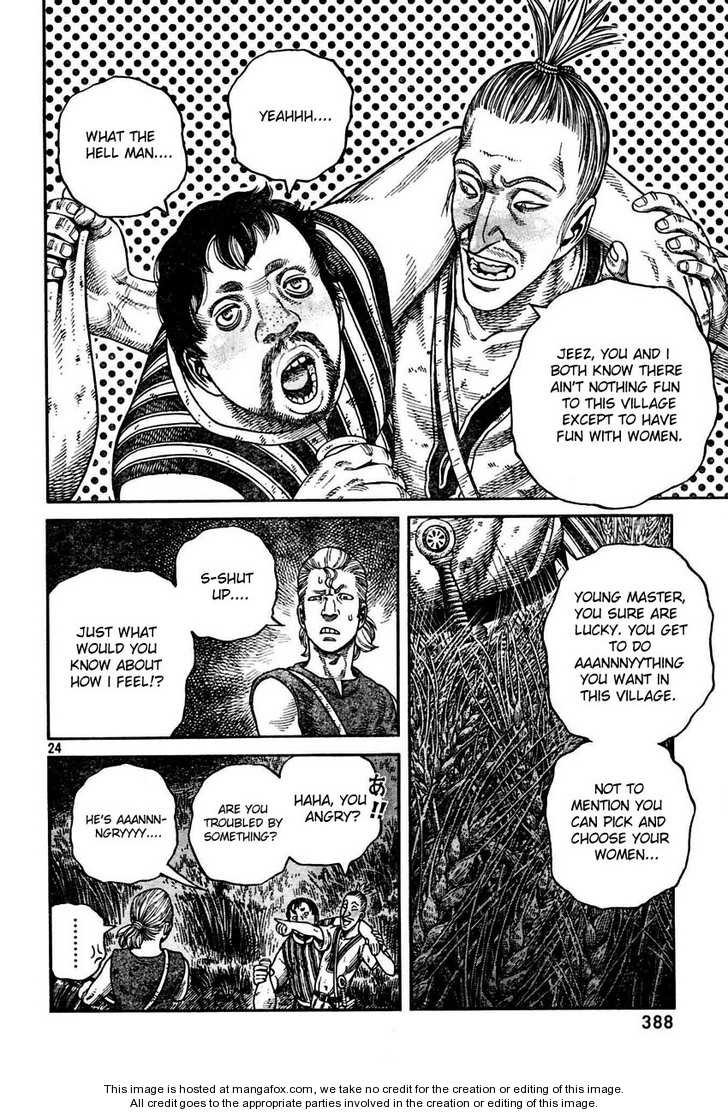 YEAHHH....
WHAT THE
HELL MAN....
JEEZ, YOU AND I
BOTH KNOW THERE
AIN'T NOTHING FUN
TO THIS VILLAGE
EXCEPT TO HAVE
FUN WITH WOMEN.
YOUNG MASTER,
YOU SURE ARE
LUCKY. YOU GET
TO DO
AAANNNYYTHING
YOU WANT IN
THIS VILLAGE.
NOT TO
MENTION YOU
CAN PICK AND
CHOOSE YOUR
WOMEN...
S-SHUT
UP....
JUST WHAT
WOULD YOU
KNOW ABOUT
HOW I FEEL!?
24
あ!!
HAHA, YOU
ANGRY?
ARE YOU
TROUBLED BY
SOMETHING?
HE'S AAANNN-
NGRYYYY....
.........
388
This image is hosted at mangafox.com, we take no credit for the creation or editing of this image.
All credit goes to the appropriate parties involved in the creation or editing of this image.